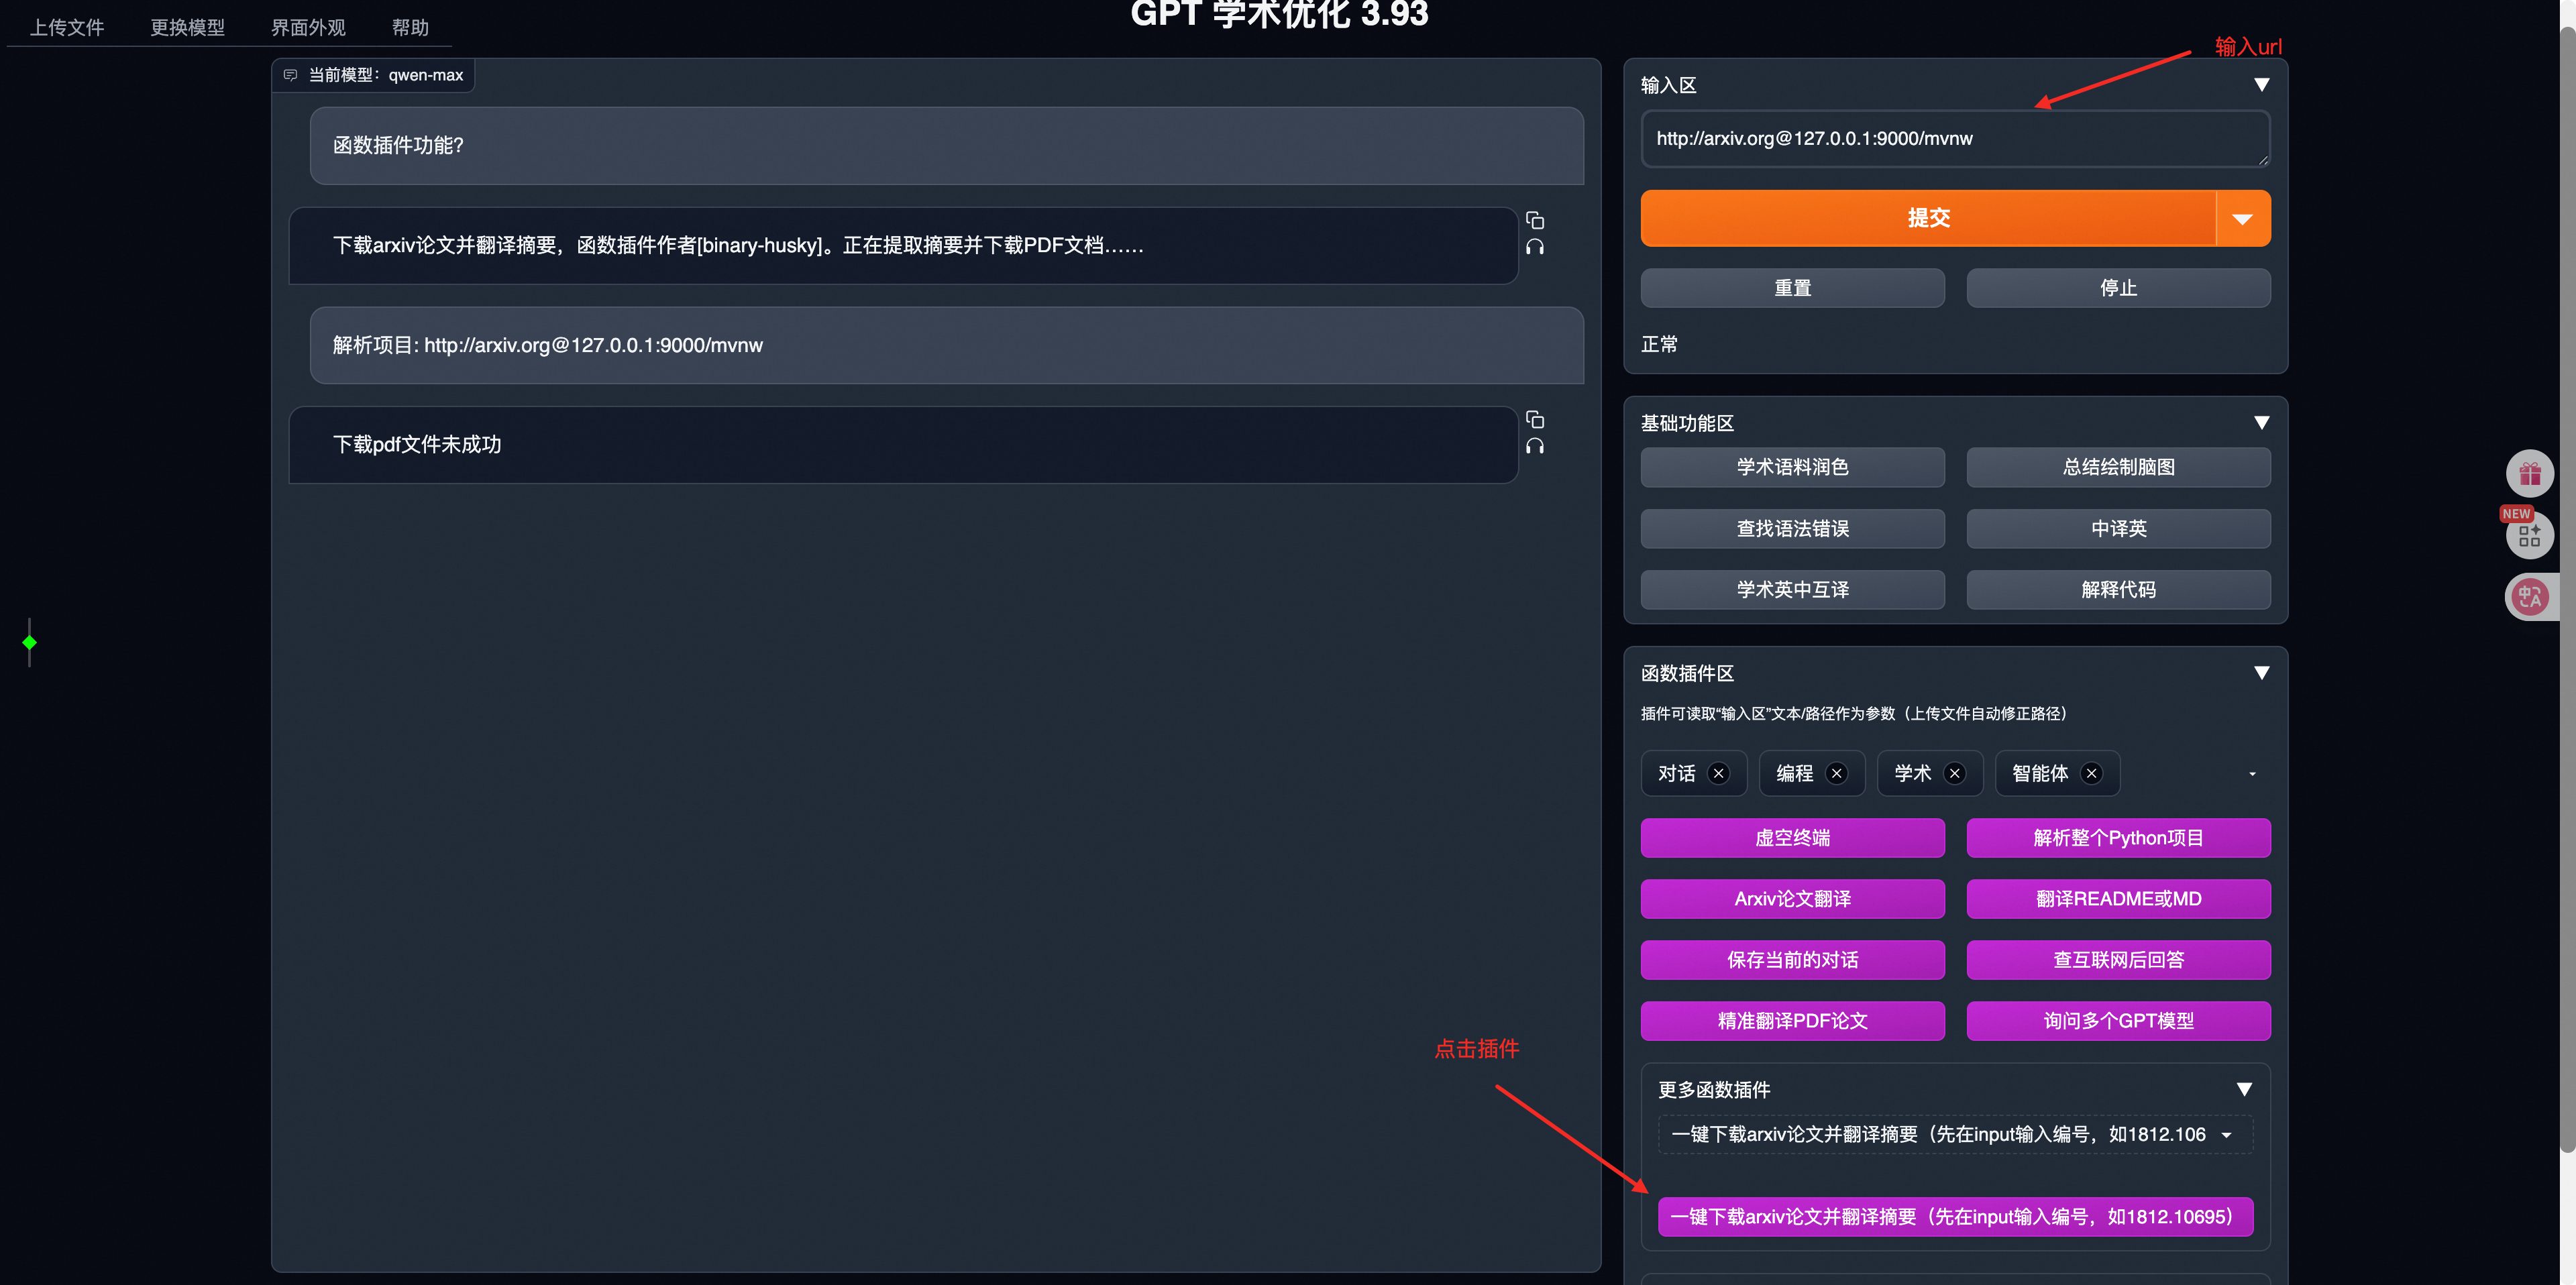 上传文件
更换模型
界面外观
帮助
GPT 学术优化 3.93
当前模型：qwen-max
函数插件功能?
下载arxiv论文并翻译摘要，函数插件作者[binary-husky]。正在提取摘要并下载PDF文档……
解析项目: http://arxiv.org@127.0.0.1:9000/mvnw
下载pdf文件未成功
点击插件
输入url
输入区
http://arxiv.org@127.0.0.1:9000/mvnw
提交
重置
停止
正常
基础功能区
学术语料润色
总结绘制脑图
查找语法错误
中译英
学术英中互译
解释代码
函数插件区
插件可读取“输入区”文本/路径作为参数（上传文件自动修正路径）
对话
编程
学术
智能体
虚空终端
解析整个Python项目
Arxiv论文翻译
翻译README或MD
保存当前的对话
查互联网后回答
精准翻译PDF论文
询问多个GPT模型
更多函数插件
一键下载arxiv论文并翻译摘要（先在input输入编号，如1812.106
一键下载arxiv论文并翻译摘要（先在input输入编号，如1812.10695）
NEW
中A